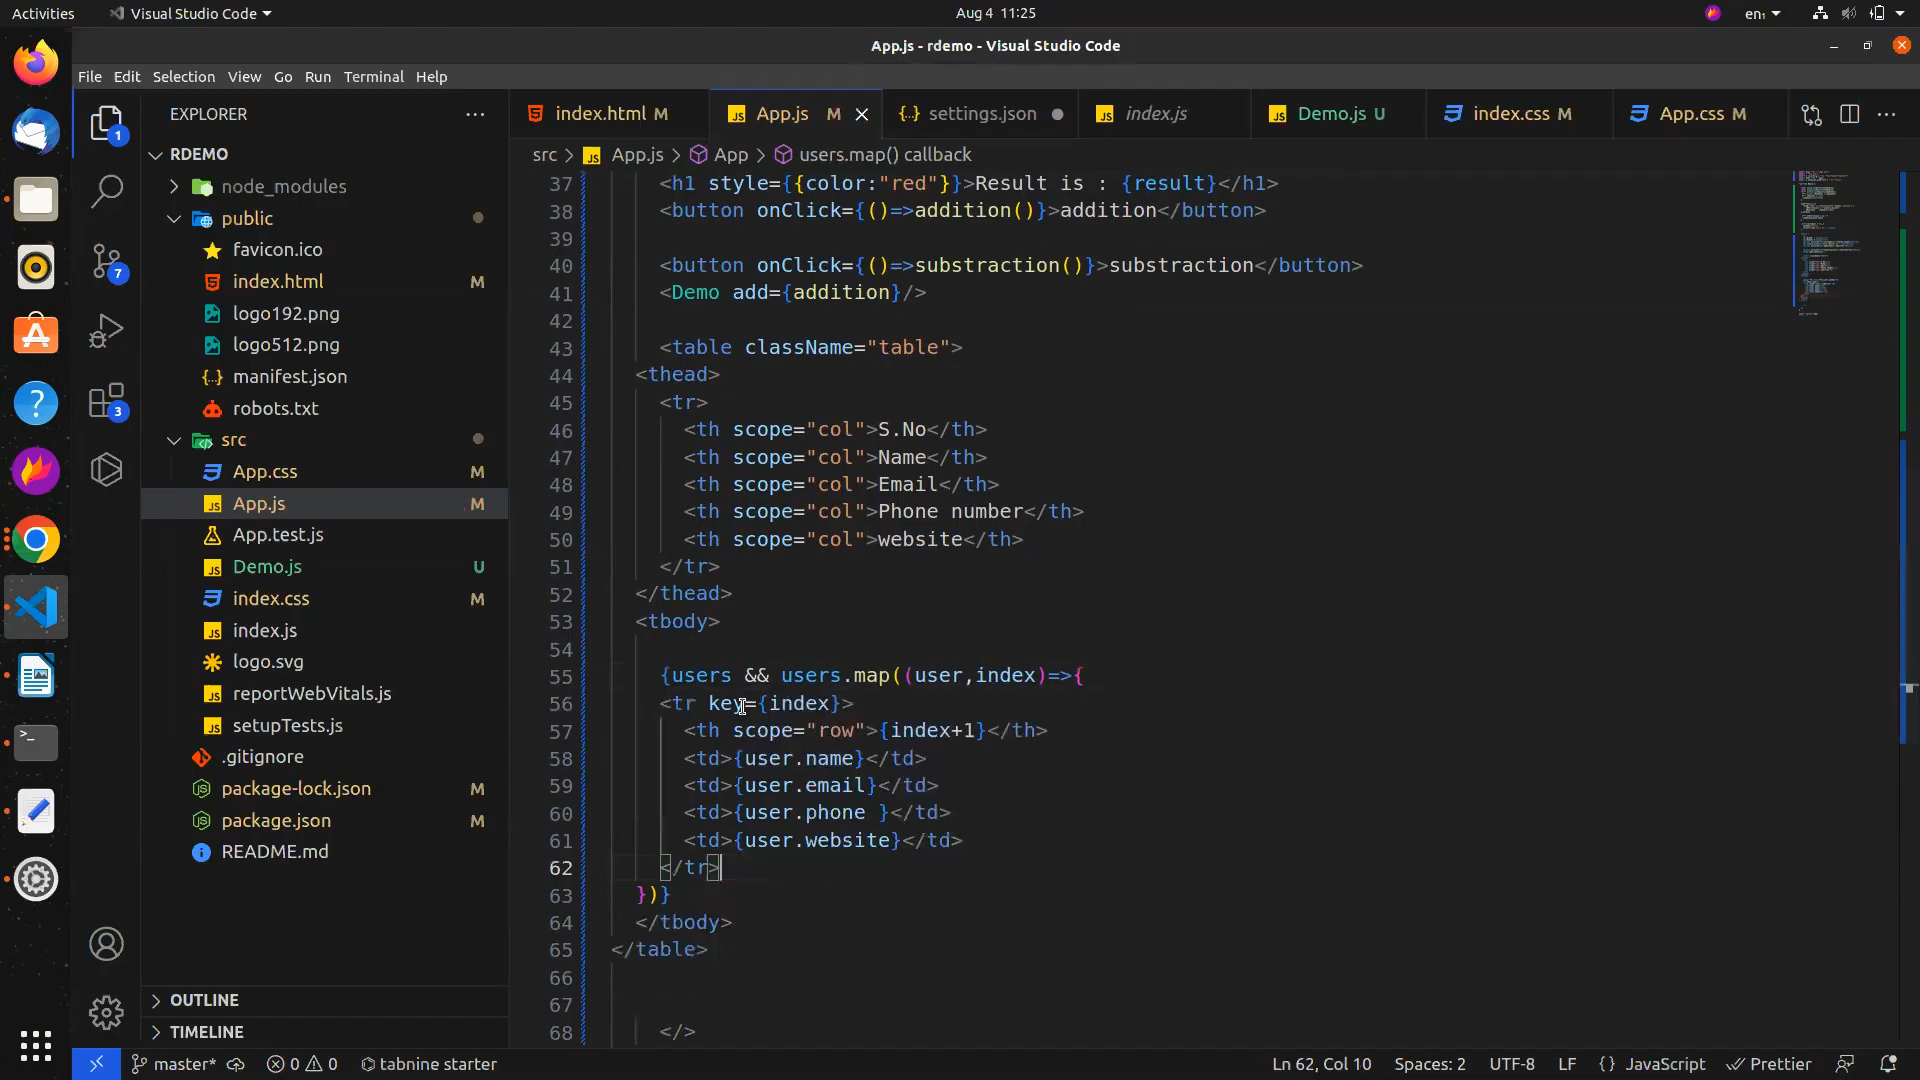 Activities
Visual Studio Code
Aug 4 11:25
en₁
App.js - rdemo - Visual Studio Code
File Edit Selection View Go Run Terminal Help
EXPLORER
index.html M
App.js M
settings.json
index.js
Demo.js U
index.css M
App.css M
src > App.js > App > users.map() callback
RDEMO
node_modules
public
favicon.ico
index.html M
logo192.png
logo512.png
manifest.json
robots.txt
src
App.css M
App.js M
App.test.js
Demo.js U
index.css M
index.js
logo.svg
reportWebVitals.js
setupTests.js
.gitignore
package-lock.json M
package.json M
README.md
OUTLINE
TIMELINE
1
7
3
37 <h1 style={{color:"red"}}>Result is : {result}</h1>
38 <button onClick={()=>addition()}>addition</button>
39
40 <button onClick={()=>substraction()}>substraction</button>
41 <Demo add={addition}/>
42
43 <table className="table">
44 <thead>
45 <tr>
46 <th scope="col">S.No</th>
47 <th scope="col">Name</th>
48 <th scope="col">Email</th>
49 <th scope="col">Phone number</th>
50 <th scope="col">website</th>
51 </tr>
52 </thead>
53 <tbody>
54
55 {users && users.map((user,index)=>{
56 <tr key={index}>
57 <th scope="row">{index+1}</th>
58 <td>{user.name}</td>
59 <td>{user.email}</td>
60 <td>{user.phone }</td>
61 <td>{user.website}</td>
62 </tr>
63 })}
64 </tbody>
65 </table>
66
67
68 </>
master* 0 0 tabnine starter
Ln 62, Col 10 Spaces: 2 UTF-8 LF {} JavaScript Prettier